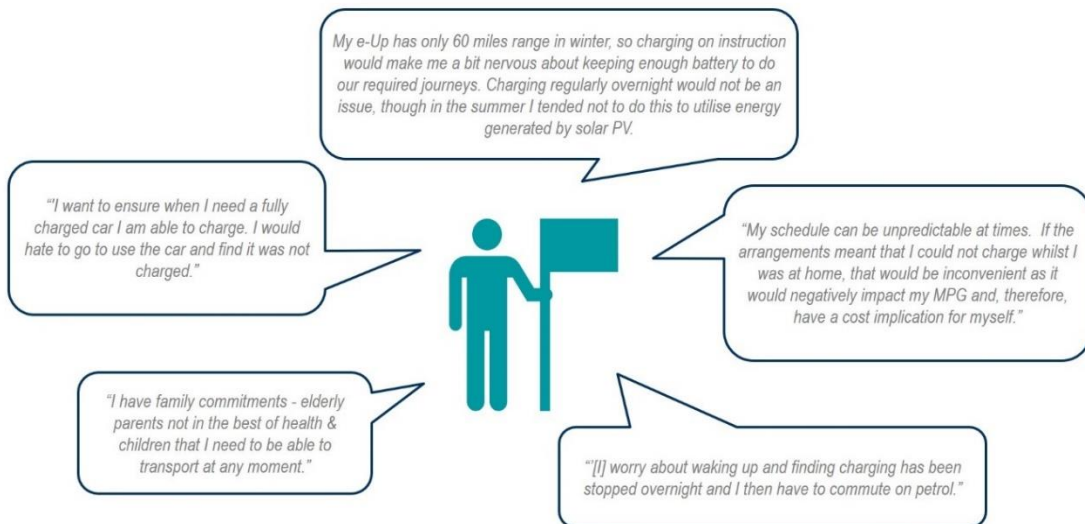 My e-Up has only 60 miles range in winter, so charging on instruction
would make me a bit nervous about keeping enough battery to do
our required journeys. Charging regularly overnight would not be an
issue, though in the summer I tended not to do this to utilise energy
generated by solar PV.
“'I want to ensure when I need a fully
charged car I am able to charge. I would
hate to go to use the car and find it was not
charged.”
“My schedule can be unpredictable at times.  If the
arrangements meant that I could not charge whilst I
was at home, that would be inconvenient as it
would negatively impact my MPG and, therefore,
have a cost implication for myself.”
“I have family commitments - elderly
parents not in the best of health &
children that I need to be able to
transport at any moment.”
“'[I] worry about waking up and finding charging has been
stopped overnight and I then have to commute on petrol.”